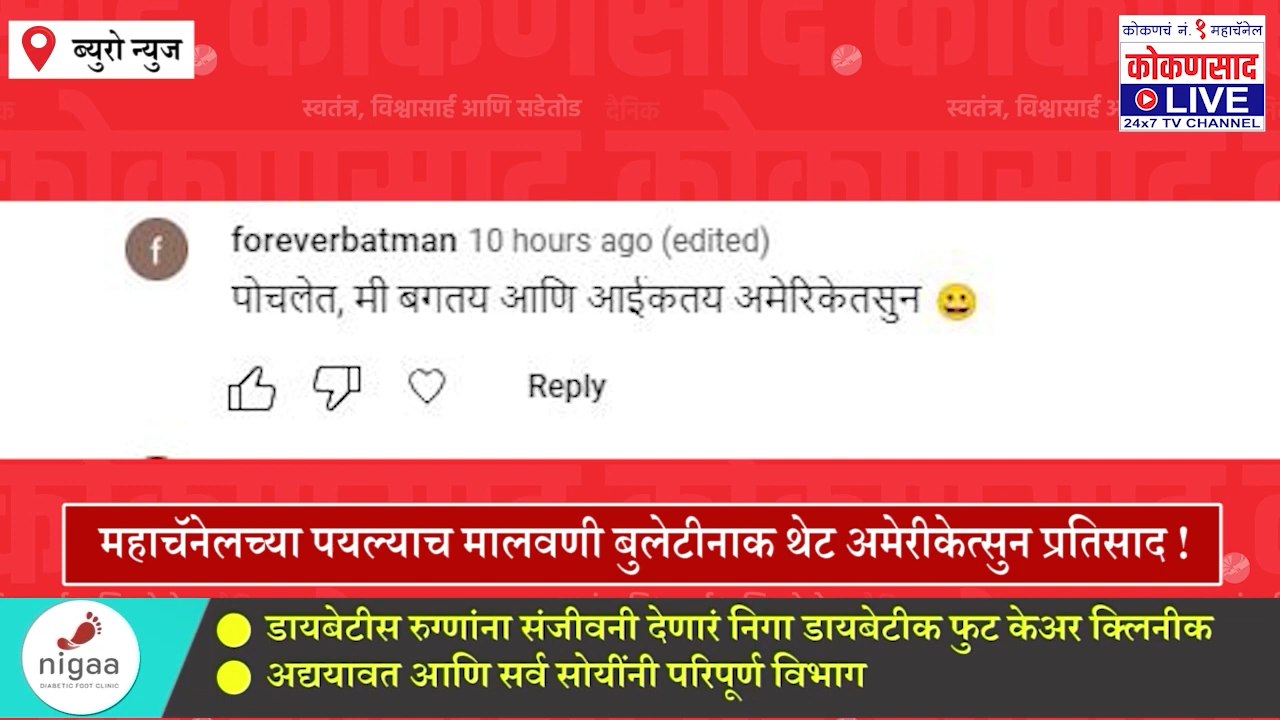 ब्युरो न्युज
कोकणचं नं. १ महाचॅनेल
कोकणसाद
LIVE
24x7 TV CHANNEL
स्वतंत्र, विश्वासार्ह आणि सडेतोड दैनिक
स्वतंत्र, विश्वासार्ह
f
foreverbatman 10 hours ago (edited)
पोचलेत, मी बगतय आणि आईकतय अमेरिकेतसुन 😀
Reply
महाचॅनेलच्या पयल्याच मालवणी बुलेटीनाक थेट अमेरीकेत्सुन प्रतिसाद !
डायबेटीस रुग्णांना संजीवनी देणारं निगा डायबेटीक फुट केअर क्लिनीक
अद्ययावत आणि सर्व सोयींनी परिपूर्ण विभाग
nigaa
DIABETIC FOOT CLINIC